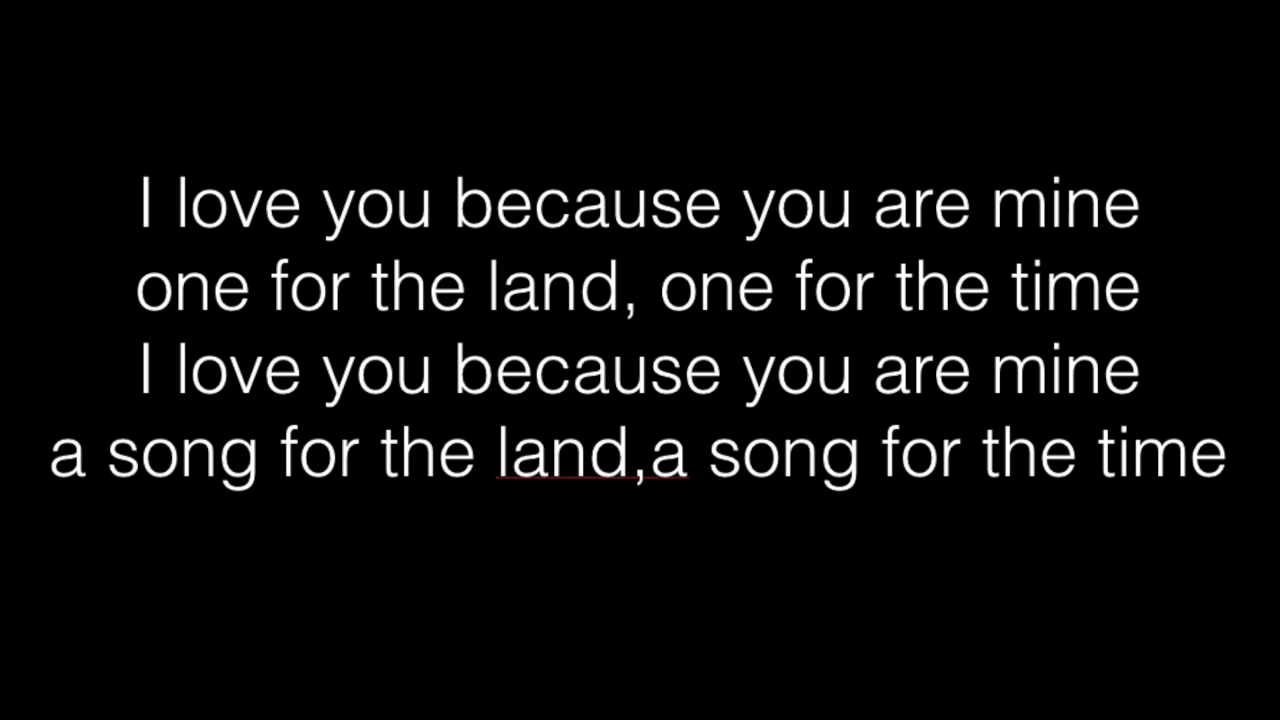 I love you because you are mine
one for the land, one for the time
I love you because you are mine
a song for the land,a song for the time